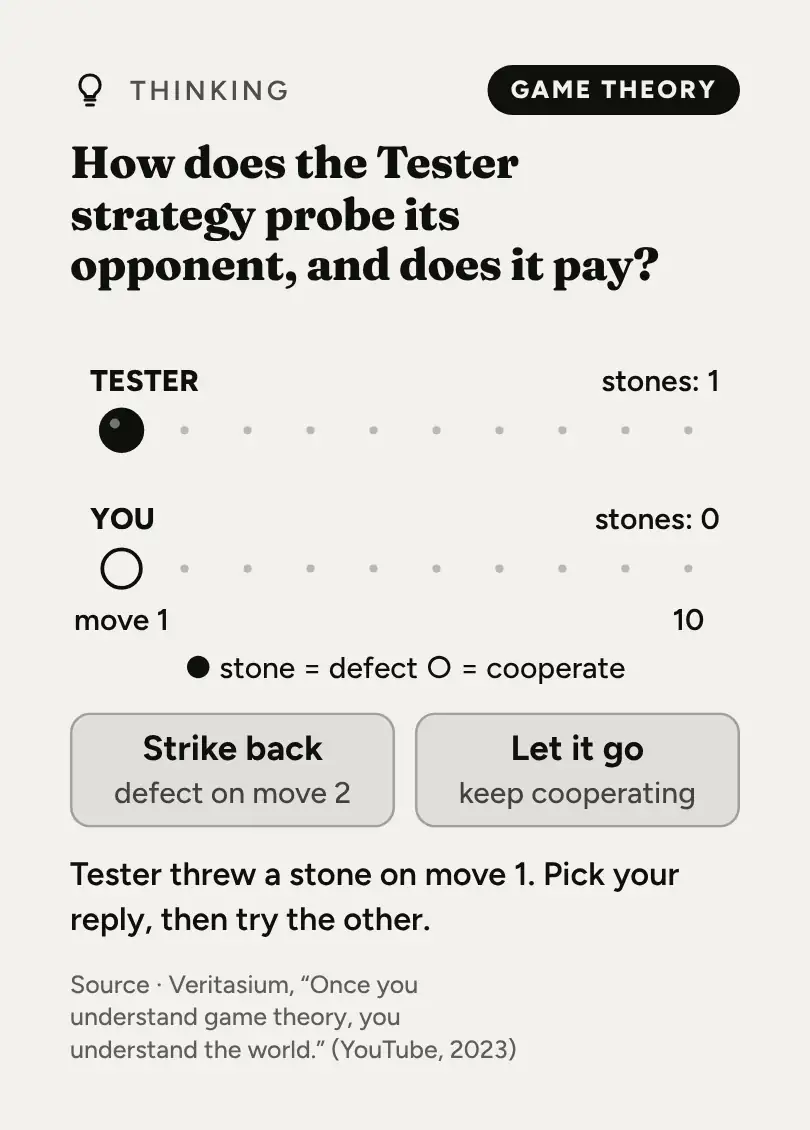 THINKING
GAME THEORY
How does the Tester
strategy probe its
opponent, and does it pay?
TESTER
stones: 1
YOU
stones: 0
move 1
10
stone = defect = cooperate
Strike back
defect on move 2
Let it go
keep cooperating
Tester threw a stone on move 1. Pick your
reply, then try the other.
Source · Veritasium, “Once you
understand game theory, you
understand the world.” (YouTube, 2023)